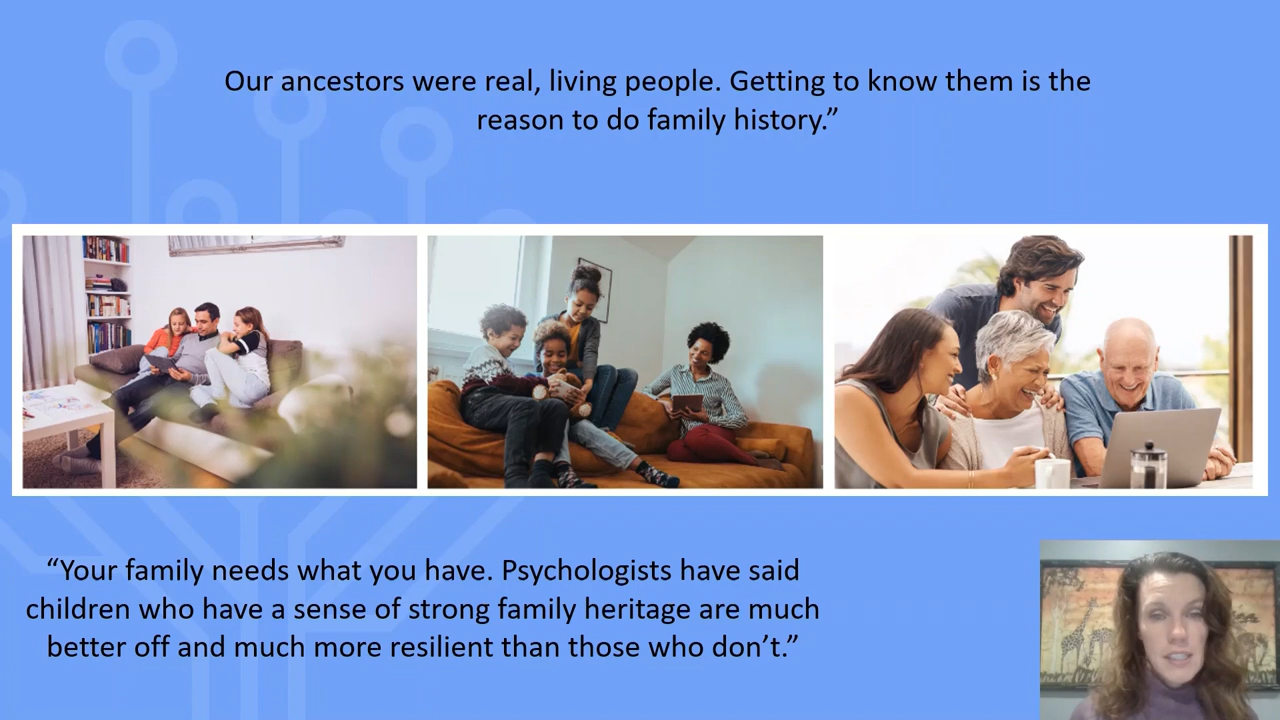 Our ancestors were real, living people. Getting to know them is the
reason to do family history.”
“Your family needs what you have. Psychologists have said
children who have a sense of strong family heritage are much
better off and much more resilient than those who don’t.”